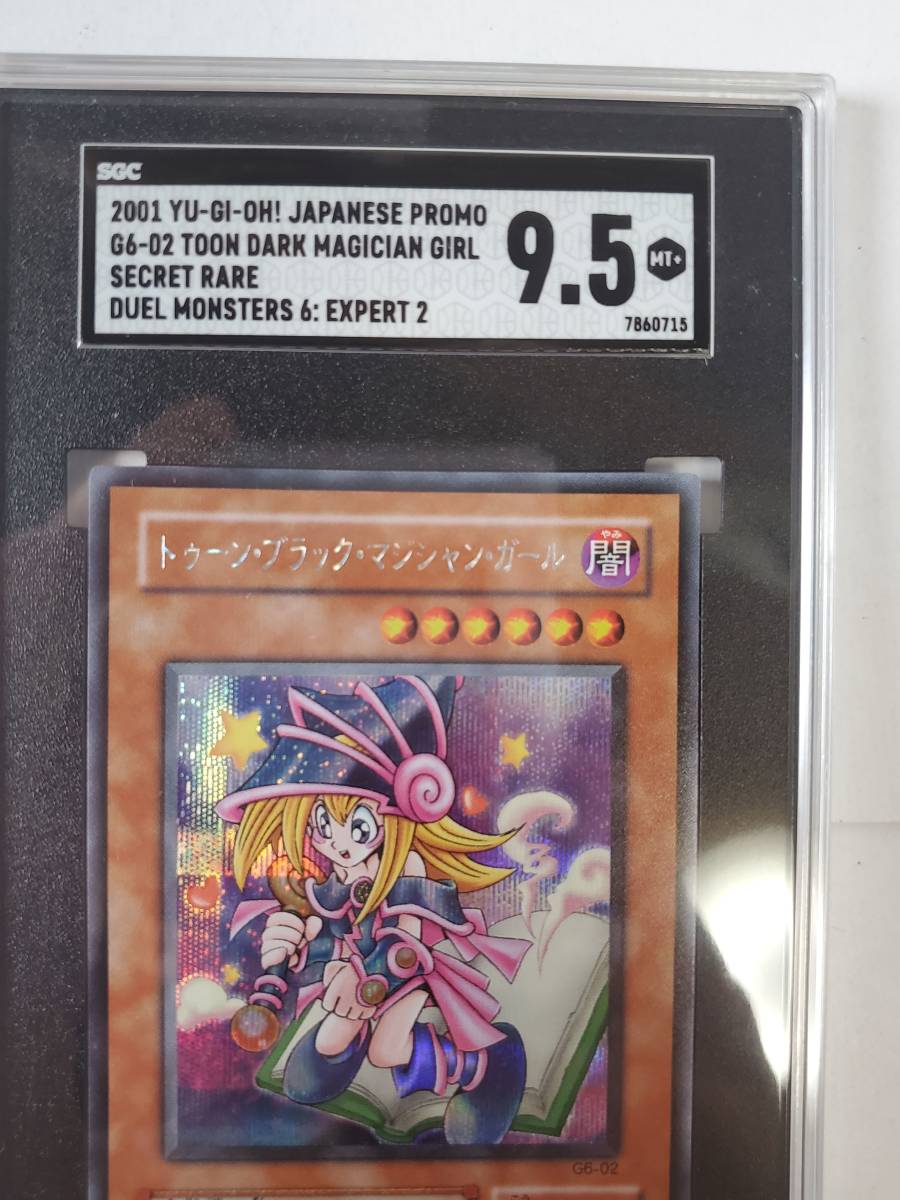 SGC
2001 YU-GI-OH! JAPANESE PROMO
G6-02 TOON DARK MAGICIAN GIRL
SECRET RARE
DUEL MONSTERS 6: EXPERT 2
9.5
MT+
7860715
トゥーン・ブラック・マジシャン・ガール
やみ
闇
G6-02